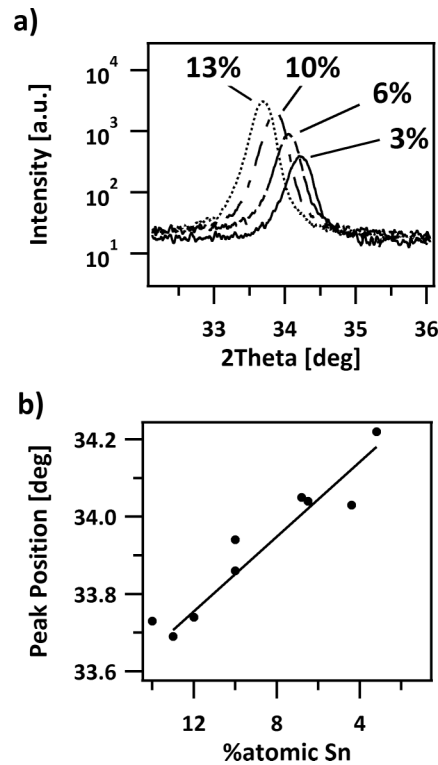 a)
Intensity [a.u.]
10⁴
10³
10²
10¹
13%
10%
6%
3%
33 34 35 36
2Theta [deg]
b)
Peak Position [deg]
34.2
34.0
33.8
33.6
12 8 4
%atomic Sn